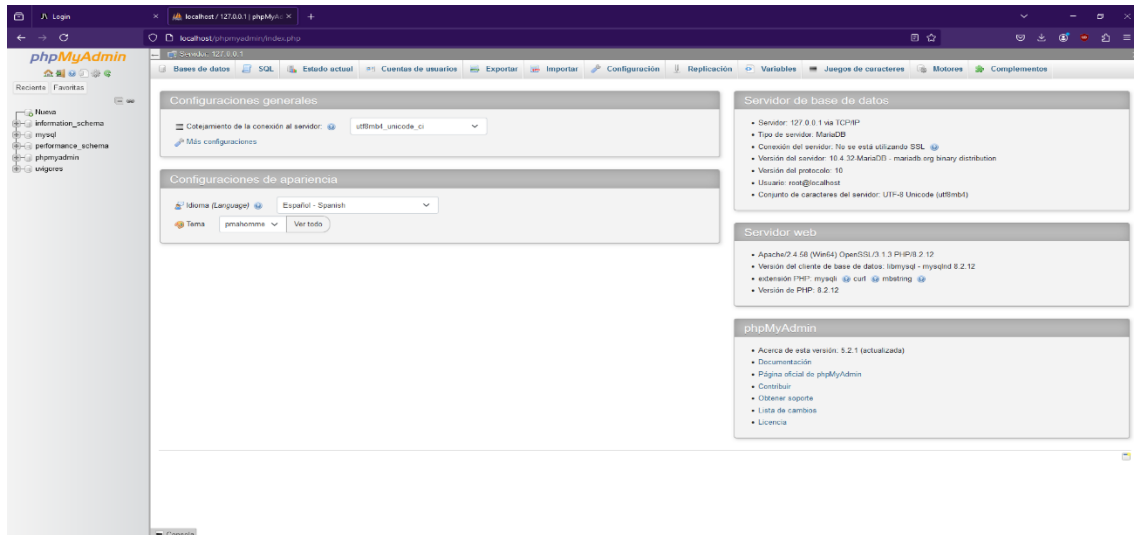 Login
localhost / 127.0.0.1 | phpMyAc
localhost/phpmyadmin/index.php
phpMyAdmin
Reciente Favoritas
Nueva
information_schema
mysql
performance_schema
phpmyadmin
uvigores
Servidor: 127.0.0.1
Bases de datos SQL Estado actual Cuentas de usuarios Exportar Importar Configuración Replicación Variables Juegos de caracteres Motores Complementos
Configuraciones generales
Cotejamiento de la conexión al servidor: utf8mb4_unicode_ci
Más configuraciones
Configuraciones de apariencia
Idioma (Language) Español - Spanish
Tema pmahomme Ver todo
Servidor de base de datos
Servidor: 127.0.0.1 via TCP/IP
Tipo de servidor: MariaDB
Conexión del servidor: No se está utilizando SSL
Versión del servidor: 10.4.32-MariaDB - mariadb.org binary distribution
Versión del protocolo: 10
Usuario: root@localhost
Conjunto de caracteres del servidor: UTF-8 Unicode (utf8mb4)
Servidor web
Apache/2.4.58 (Win64) OpenSSL/3.1.3 PHP/8.2.12
Versión del cliente de base de datos: libmysql - mysqlnd 8.2.12
extensión PHP: mysqli curl mbstring
Versión de PHP: 8.2.12
phpMyAdmin
Acerca de esta versión: 5.2.1 (actualizada)
Documentación
Página oficial de phpMyAdmin
Contribuir
Obtener soporte
Lista de cambios
Licencia
Consola